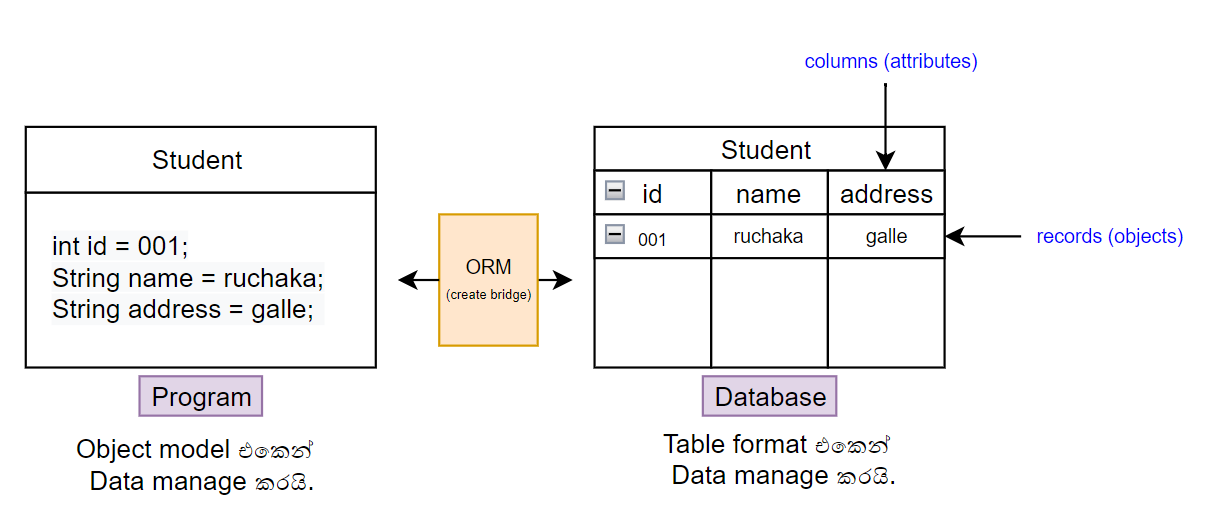 columns (attributes)
Student
int id = 001;
String name = ruchaka;
String address = galle;
Program
Object model එකෙන්
Data manage කරයි.
ORM
(create bridge)
Student
id name address
001 ruchaka galle
records (objects)
Database
Table format එකෙන්
Data manage කරයි.